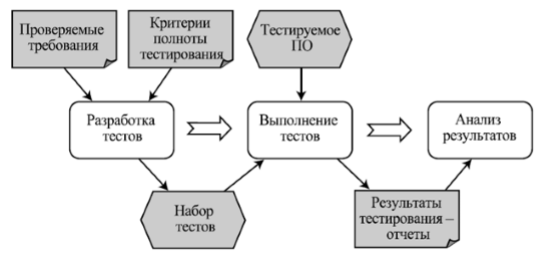 Проверяемые
требования
Критерии
полноты
тестирования
Тестируемое
ПО
Разработка
тестов
Выполнение
тестов
Анализ
результатов
Набор
тестов
Результаты
тестирования –
отчеты